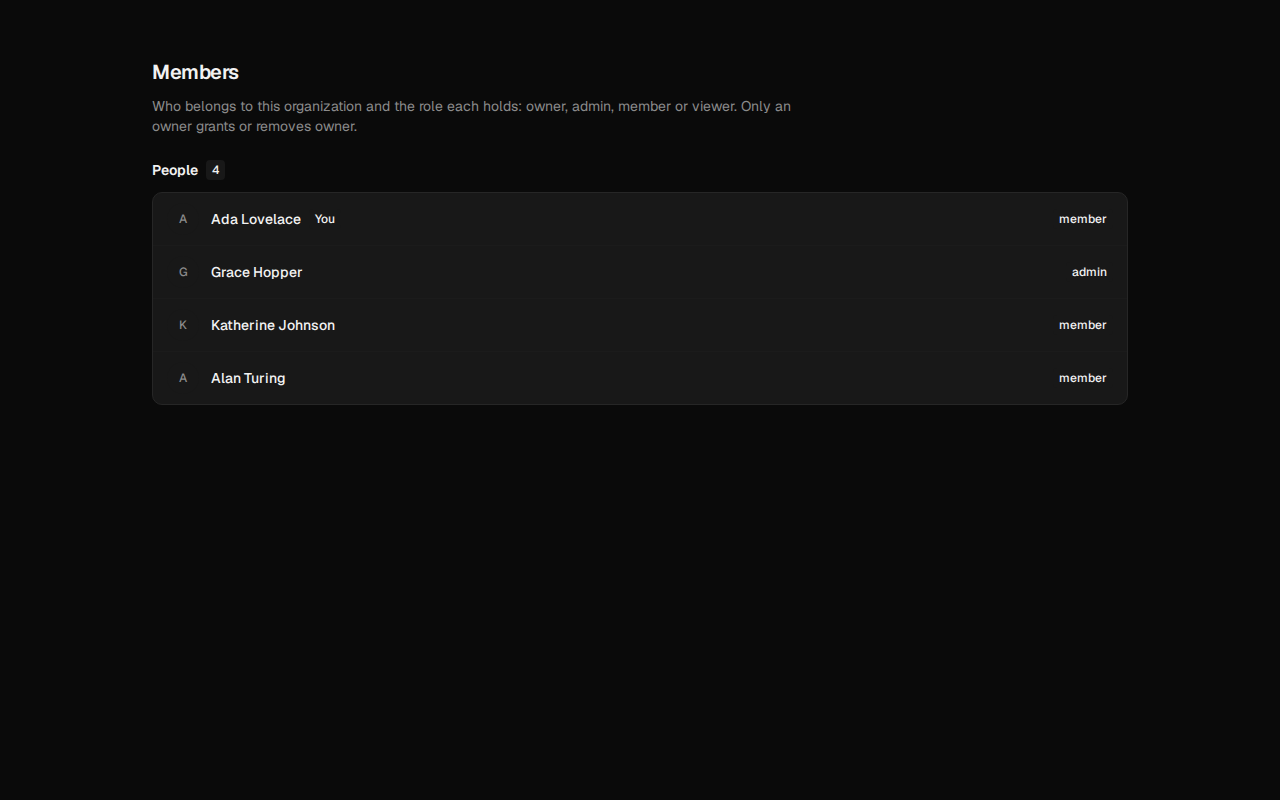 Members
Who belongs to this organization and the role each holds: owner, admin, member or viewer. Only an
owner grants or removes owner.
People 4
A Ada Lovelace You member
G Grace Hopper admin
K Katherine Johnson member
A Alan Turing member